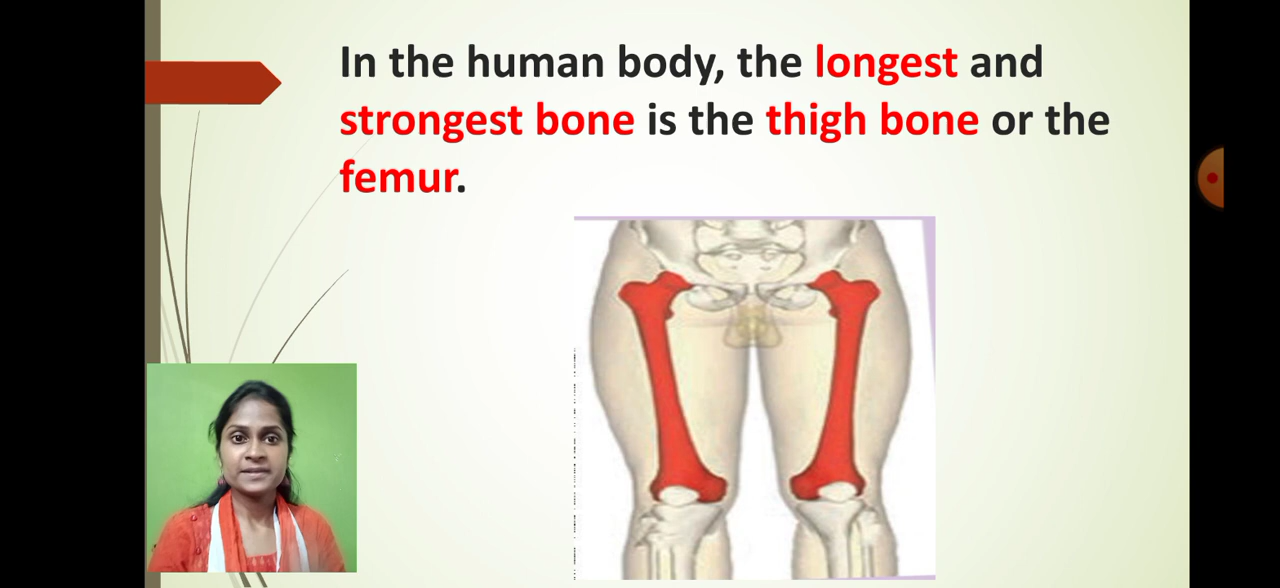 In the human body, the longest and
strongest bone is the thigh bone or the
femur.